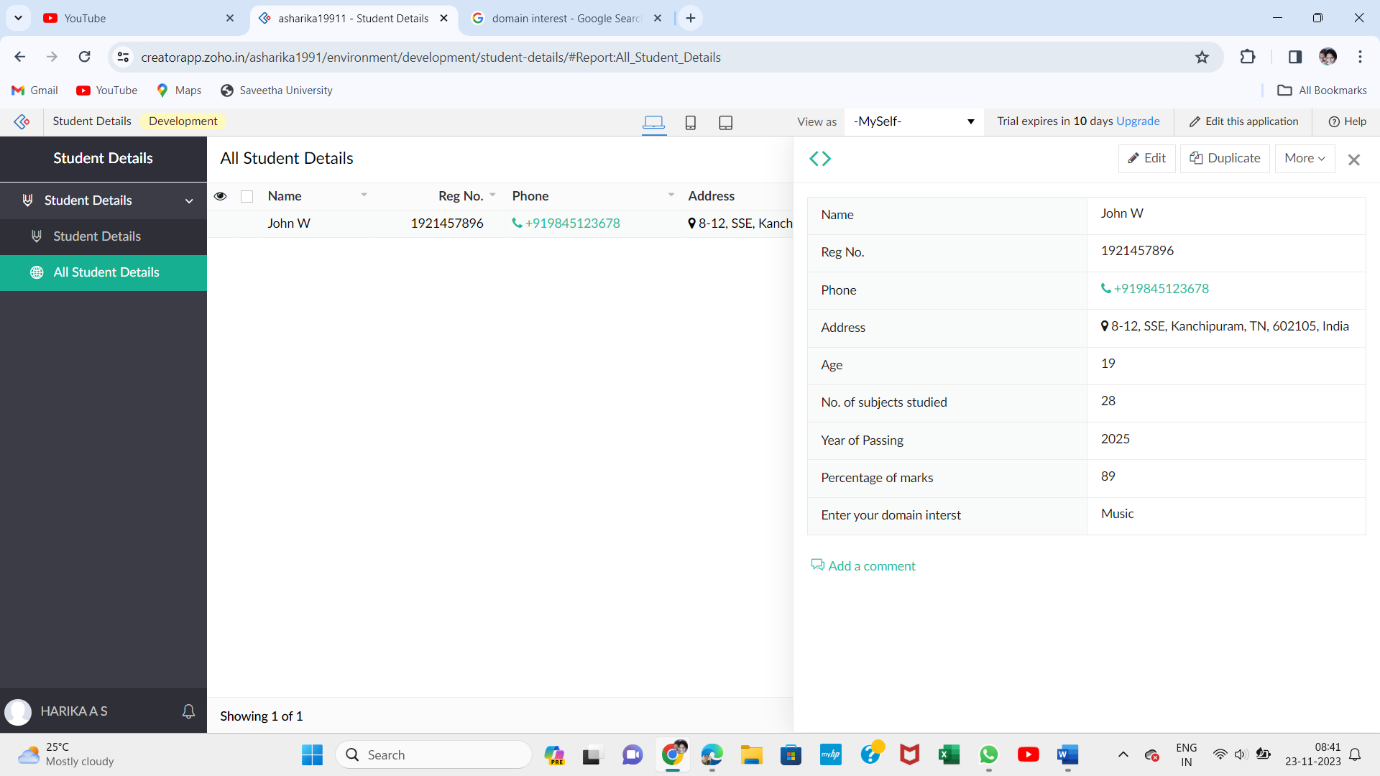 YouTube
asharika19911 - Student Details
domain interest - Google Searc
creatorapp.zoho.in/asharika1991/environment/development/student-details/#Report:All_Student_Details
Gmail
YouTube
Maps
Saveetha University
All Bookmarks
Student Details
Development
View as
-MySelf-
Trial expires in 10 days Upgrade
Edit this application
Help
Student Details
Student Details
Student Details
All Student Details
HARIKA A S
All Student Details
Name
Reg No.
Phone
Address
John W
1921457896
+919845123678
8-12, SSE, Kanch
Showing 1 of 1
Edit
Duplicate
More
Name
John W
Reg No.
1921457896
Phone
+919845123678
Address
8-12, SSE, Kanchipuram, TN, 602105, India
Age
19
No. of subjects studied
28
Year of Passing
2025
Percentage of marks
89
Enter your domain interst
Music
Add a comment
25°C
Mostly cloudy
Search
PRE
myhp
ENG
IN
08:41
23-11-2023